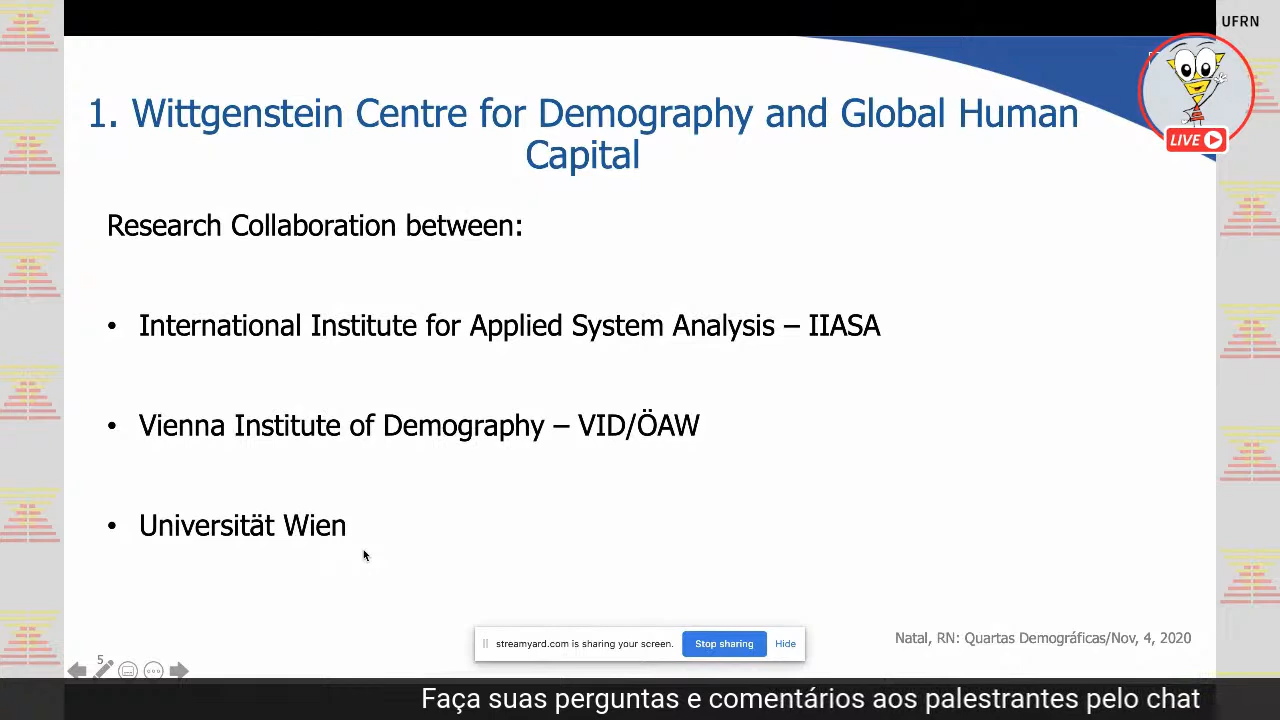 UFRN
1. Wittgenstein Centre for Demography and Global Human
Capital
LIVE
Research Collaboration between:
• International Institute for Applied System Analysis – IIASA
• Vienna Institute of Demography – VID/ÖAW
• Universität Wien
Natal, RN: Quartas Demográficas/Nov, 4, 2020
streamyard.com is sharing your screen.
Stop sharing
Hide
5
Faça suas perguntas e comentários aos palestrantes pelo chat